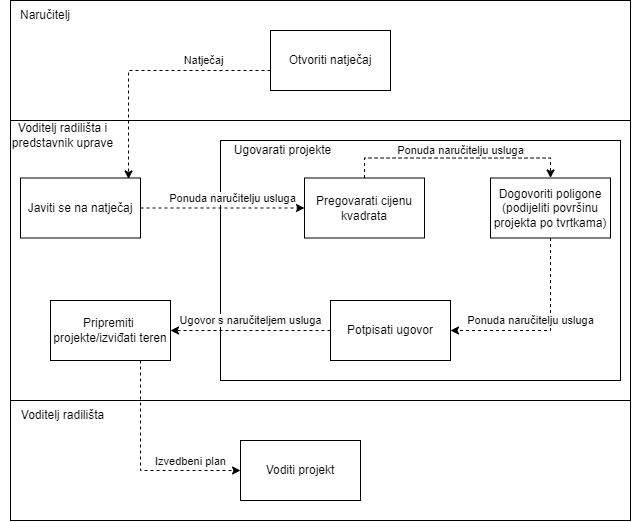 Naručitelj
Natječaj
Otvoriti natječaj
Voditelj radilišta i
predstavnik uprave
Ugovarati projekte
Ponuda naručitelju usluga
Javiti se na natječaj
Ponuda naručitelju usluga
Pregovarati cijenu
kvadrata
Dogovoriti poligone
(podijeliti površinu
projekta po tvrtkama)
Pripremiti
projekte/izviđati teren
Ugovor s naručiteljem usluga
Potpisati ugovor
Ponuda naručitelju usluga
Voditelj radilišta
Izvedbeni plan
Voditi projekt